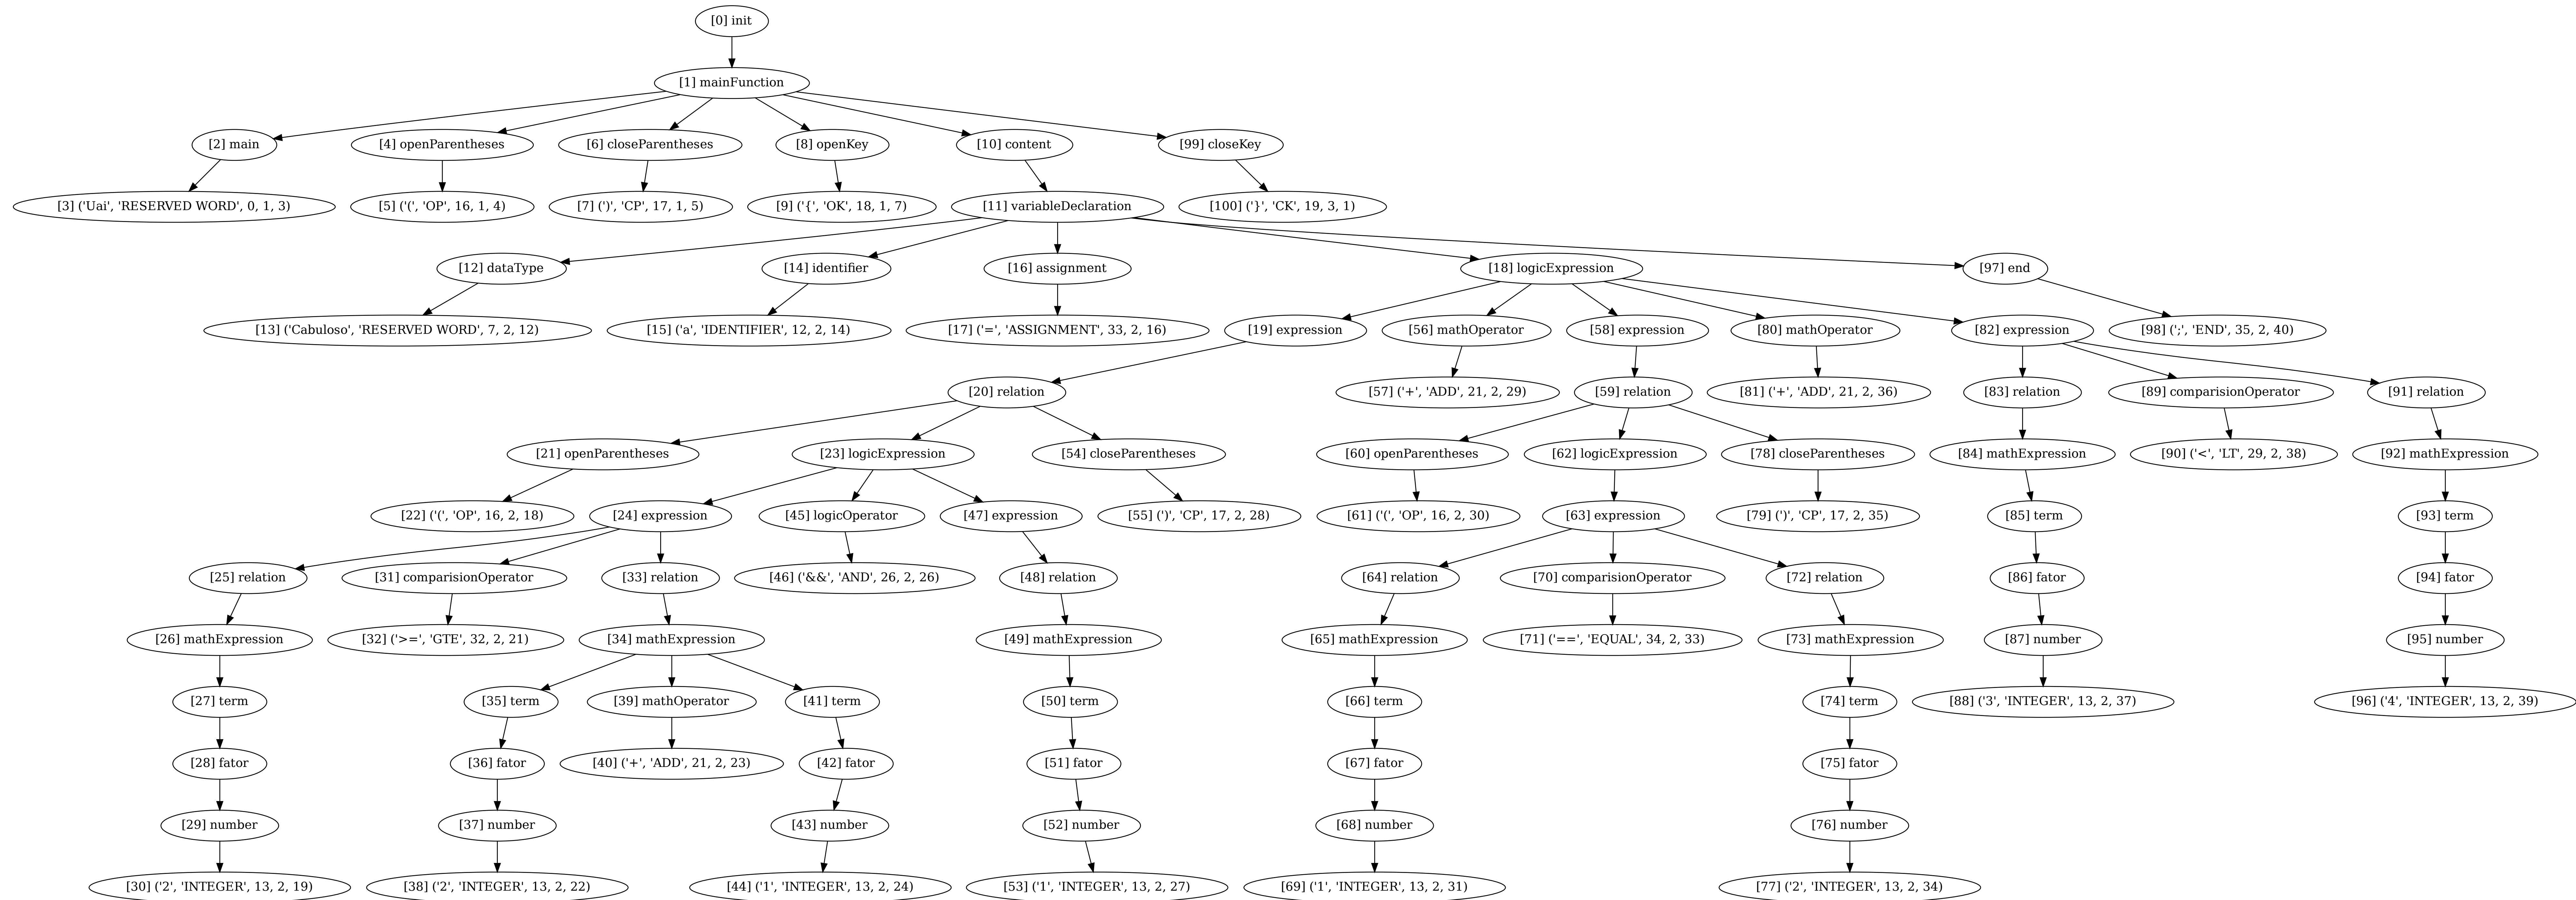 [0] init
[1] mainFunction
[2] main
[4] openParentheses
[6] closeParentheses
[8] openKey
[10] content
[99] closeKey
[3] ('Uai', 'RESERVED WORD', 0, 1, 3)
[5] ('(', 'OP', 16, 1, 4)
[7] (')', 'CP', 17, 1, 5)
[9] ('{', 'OK', 18, 1, 7)
[11] variableDeclaration
[100] ('}', 'CK', 19, 3, 1)
[12] dataType
[14] identifier
[16] assignment
[18] logicExpression
[97] end
[13] ('Cabuloso', 'RESERVED WORD', 7, 2, 12)
[15] ('a', 'IDENTIFIER', 12, 2, 14)
[17] ('=', 'ASSIGNMENT', 33, 2, 16)
[19] expression
[56] mathOperator
[58] expression
[80] mathOperator
[82] expression
[98] (';', 'END', 35, 2, 40)
[20] relation
[57] ('+', 'ADD', 21, 2, 29)
[59] relation
[81] ('+', 'ADD', 21, 2, 36)
[83] relation
[89] comparisionOperator
[91] relation
[21] openParentheses
[23] logicExpression
[54] closeParentheses
[60] openParentheses
[62] logicExpression
[78] closeParentheses
[84] mathExpression
[90] ('<', 'LT', 29, 2, 38)
[92] mathExpression
[22] ('(', 'OP', 16, 2, 18)
[24] expression
[45] logicOperator
[47] expression
[55] (')', 'CP', 17, 2, 28)
[61] ('(', 'OP', 16, 2, 30)
[63] expression
[79] (')', 'CP', 17, 2, 35)
[85] term
[93] term
[25] relation
[31] comparisionOperator
[33] relation
[46] ('&&', 'AND', 26, 2, 26)
[48] relation
[64] relation
[70] comparisionOperator
[72] relation
[86] fator
[94] fator
[26] mathExpression
[32] ('>=', 'GTE', 32, 2, 21)
[34] mathExpression
[49] mathExpression
[65] mathExpression
[71] ('==', 'EQUAL', 34, 2, 33)
[73] mathExpression
[87] number
[95] number
[27] term
[35] term
[39] mathOperator
[41] term
[50] term
[66] term
[74] term
[88] ('3', 'INTEGER', 13, 2, 37)
[96] ('4', 'INTEGER', 13, 2, 39)
[28] fator
[36] fator
[40] ('+', 'ADD', 21, 2, 23)
[42] fator
[51] fator
[67] fator
[75] fator
[29] number
[37] number
[43] number
[52] number
[68] number
[76] number
[30] ('2', 'INTEGER', 13, 2, 19)
[38] ('2', 'INTEGER', 13, 2, 22)
[44] ('1', 'INTEGER', 13, 2, 24)
[53] ('1', 'INTEGER', 13, 2, 27)
[69] ('1', 'INTEGER', 13, 2, 31)
[77] ('2', 'INTEGER', 13, 2, 34)